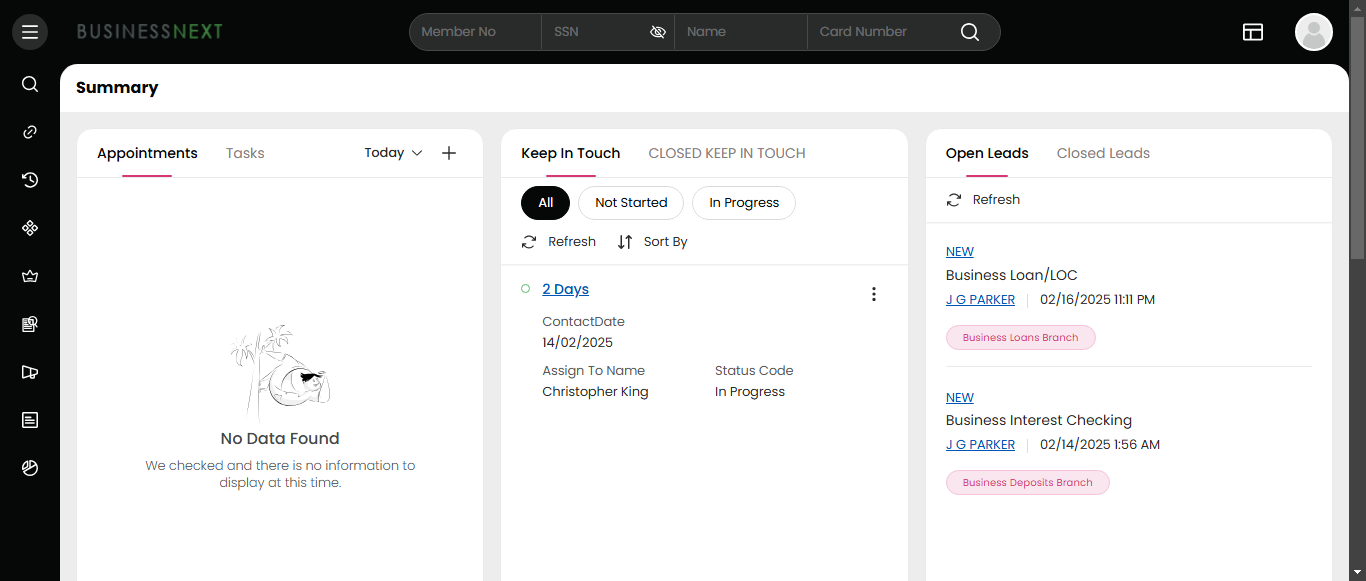 BUSINESSNEXT
Member No
SSN
Name
Card Number
Summary
Appointments
Tasks
Today
No Data Found
We checked and there is no information to
display at this time.
Keep In Touch
CLOSED KEEP IN TOUCH
All
Not Started
In Progress
Refresh
Sort By
2 Days
ContactDate
14/02/2025
Assign To Name
Status Code
Christopher King
In Progress
Open Leads
Closed Leads
Refresh
NEW
Business Loan/LOC
J G PARKER
02/16/2025 11:11 PM
Business Loans Branch
NEW
Business Interest Checking
J G PARKER
02/14/2025 1:56 AM
Business Deposits Branch